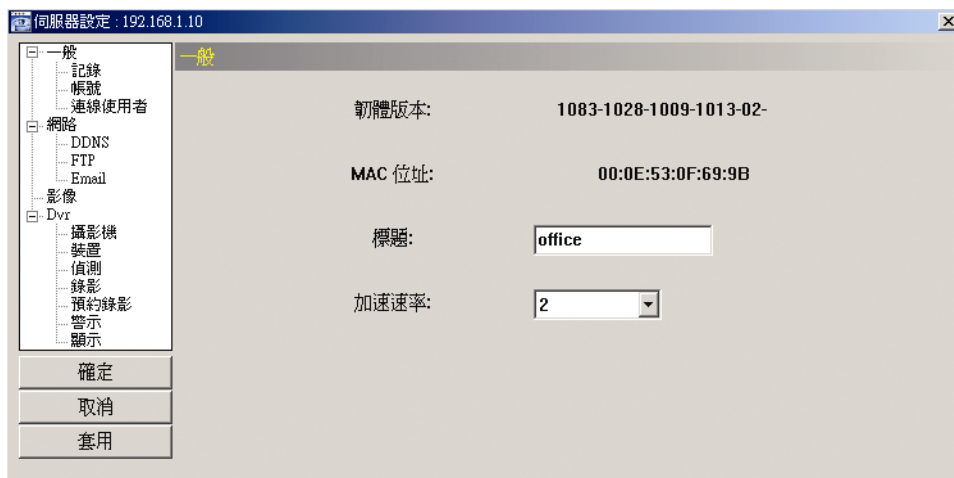 伺服器設定 : 192.168.1.10
一般
記錄
帳號
連線使用者
網路
DDNS
FTP
Email
影像
Dvr
攝影機
裝置
偵測
錄影
預約錄影
警示
顯示
確定
取消
套用
一般
韌體版本: 1083-1028-1009-1013-02-
MAC 位址: 00:0E:53:0F:69:9B
標題: office
加速速率: 2